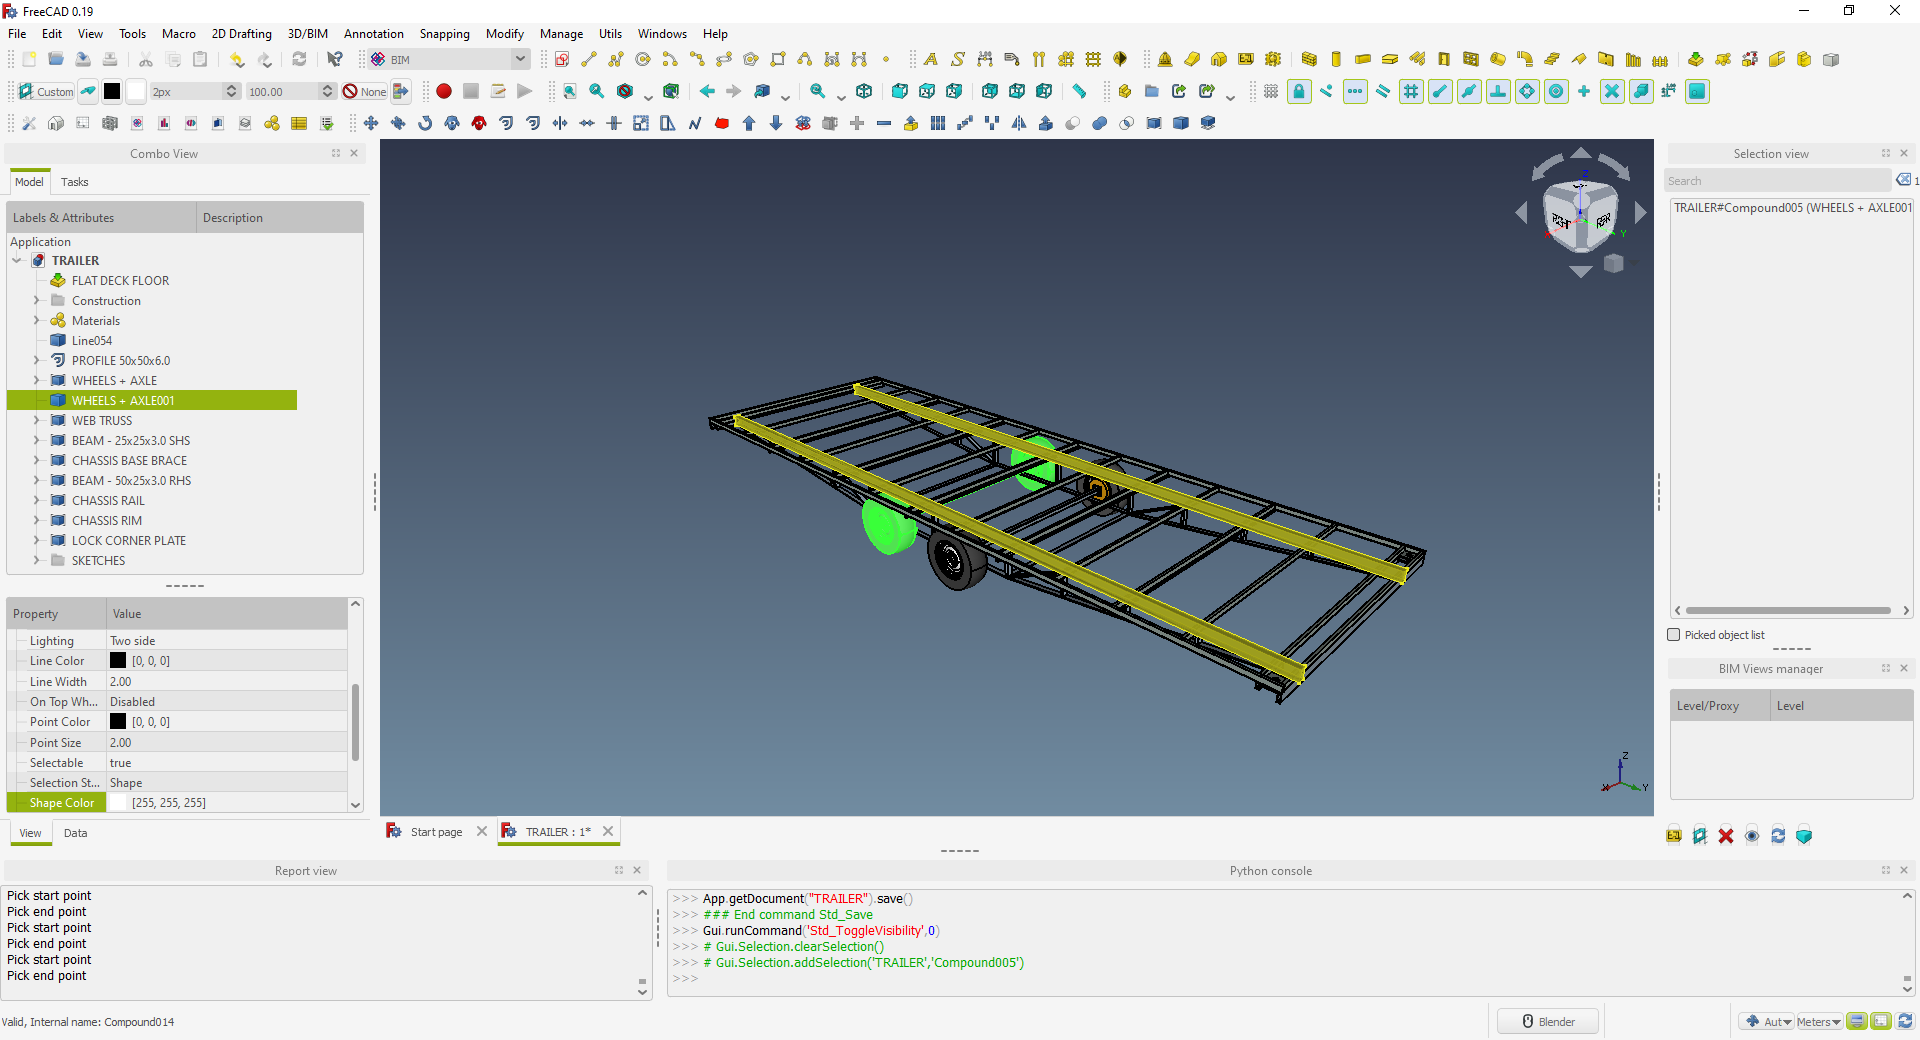 FreeCAD 0.19
File Edit View Tools Macro 2D Drafting 3D/BIM Annotation Snapping Modify Manage Utils Windows Help
BIM
Custom 2px 100.00 None
Combo View
Model Tasks
Labels & Attributes Description
Application
TRAILER
FLAT DECK FLOOR
Construction
Materials
Line054
PROFILE 50x50x6.0
WHEELS + AXLE
WHEELS + AXLE001
WEB TRUSS
BEAM - 25x25x3.0 SHS
CHASSIS BASE BRACE
BEAM - 50x25x3.0 RHS
CHASSIS RAIL
CHASSIS RIM
LOCK CORNER PLATE
SKETCHES
Property Value
Lighting Two side
Line Color [0, 0, 0]
Line Width 2.00
On Top Wh... Disabled
Point Color [0, 0, 0]
Point Size 2.00
Selectable true
Selection St... Shape
Shape Color [255, 255, 255]
View Data
Z
Y
Z
X
Y
Start page TRAILER : 1*
Selection view
Search
1
TRAILER#Compound005 (WHEELS + AXLE001
Picked object list
BIM Views manager
Level/Proxy Level
Report view
Pick start point
Pick end point
Pick start point
Pick end point
Pick start point
Pick end point
Python console
>>> App.getDocument("TRAILER").save()
>>> ### End command Std_Save
>>> Gui.runCommand('Std_ToggleVisibility',0)
>>> # Gui.Selection.clearSelection()
>>> # Gui.Selection.addSelection('TRAILER','Compound005')
>>>
Valid, Internal name: Compound014
Blender
Aut
Meters